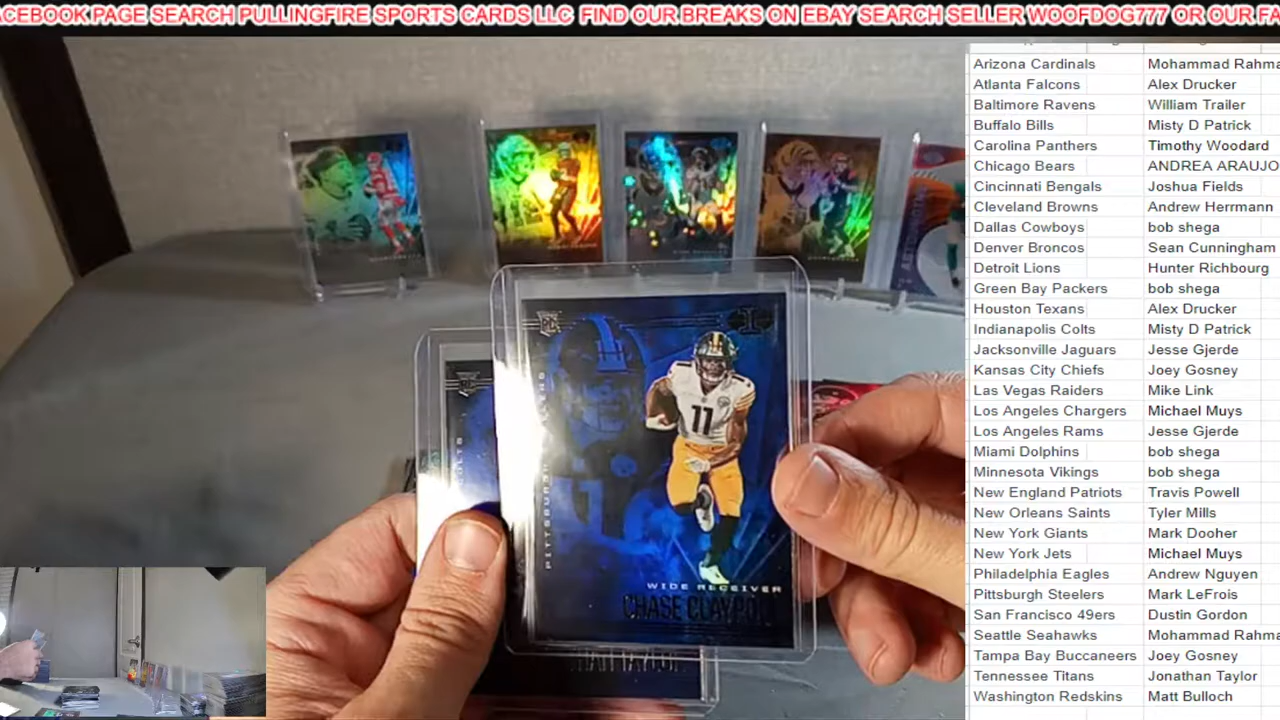 ACEBOOK PAGE SEARCH PULLINGFIRE SPORTS CARDS LLC FIND OUR BREAKS ON EBAY SEARCH SELLER WOOFDOG777 OR OUR FA
Arizona Cardinals Mohammad Rahma
Atlanta Falcons Alex Drucker
Baltimore Ravens William Trailer
Buffalo Bills Misty D Patrick
Carolina Panthers Timothy Woodard
Chicago Bears ANDREA ARAUJO
Cincinnati Bengals Joshua Fields
Cleveland Browns Andrew Herrmann
Dallas Cowboys bob shega
Denver Broncos Sean Cunningham
Detroit Lions Hunter Richbourg
Green Bay Packers bob shega
Houston Texans Alex Drucker
Indianapolis Colts Misty D Patrick
Jacksonville Jaguars Jesse Gjerde
Kansas City Chiefs Joey Gosney
Las Vegas Raiders Mike Link
Los Angeles Chargers Michael Muys
Los Angeles Rams Jesse Gjerde
Miami Dolphins bob shega
Minnesota Vikings bob shega
New England Patriots Travis Powell
New Orleans Saints Tyler Mills
New York Giants Mark Dooher
New York Jets Michael Muys
Philadelphia Eagles Andrew Nguyen
Pittsburgh Steelers Mark LeFrois
San Francisco 49ers Dustin Gordon
Seattle Seahawks Mohammad Rahma
Tampa Bay Buccaneers Joey Gosney
Tennessee Titans Jonathan Taylor
Washington Redskins Matt Bulloch
RC
I
11
PITTSBURGH
WIDE RECEIVER
CHASE CLAYPOOL
TAYLOR